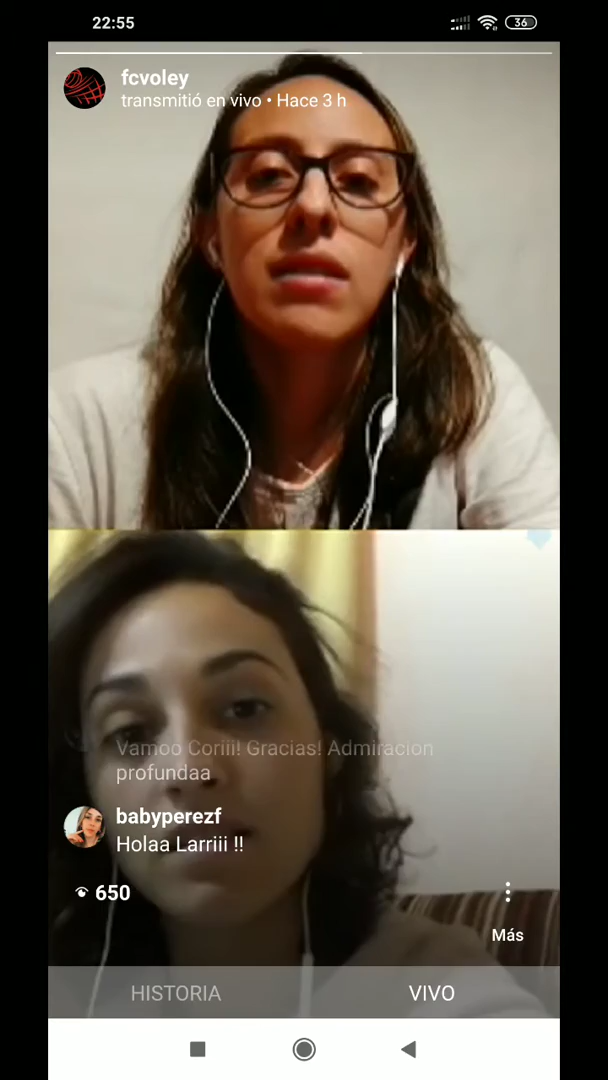 22:55
36
fcvoley
transmitió en vivo • Hace 3 h
Vamoo Coriii! Gracias! Admiracion
profundaa
babyperezf
Holaa Larriii !!
650
Más
HISTORIA
VIVO